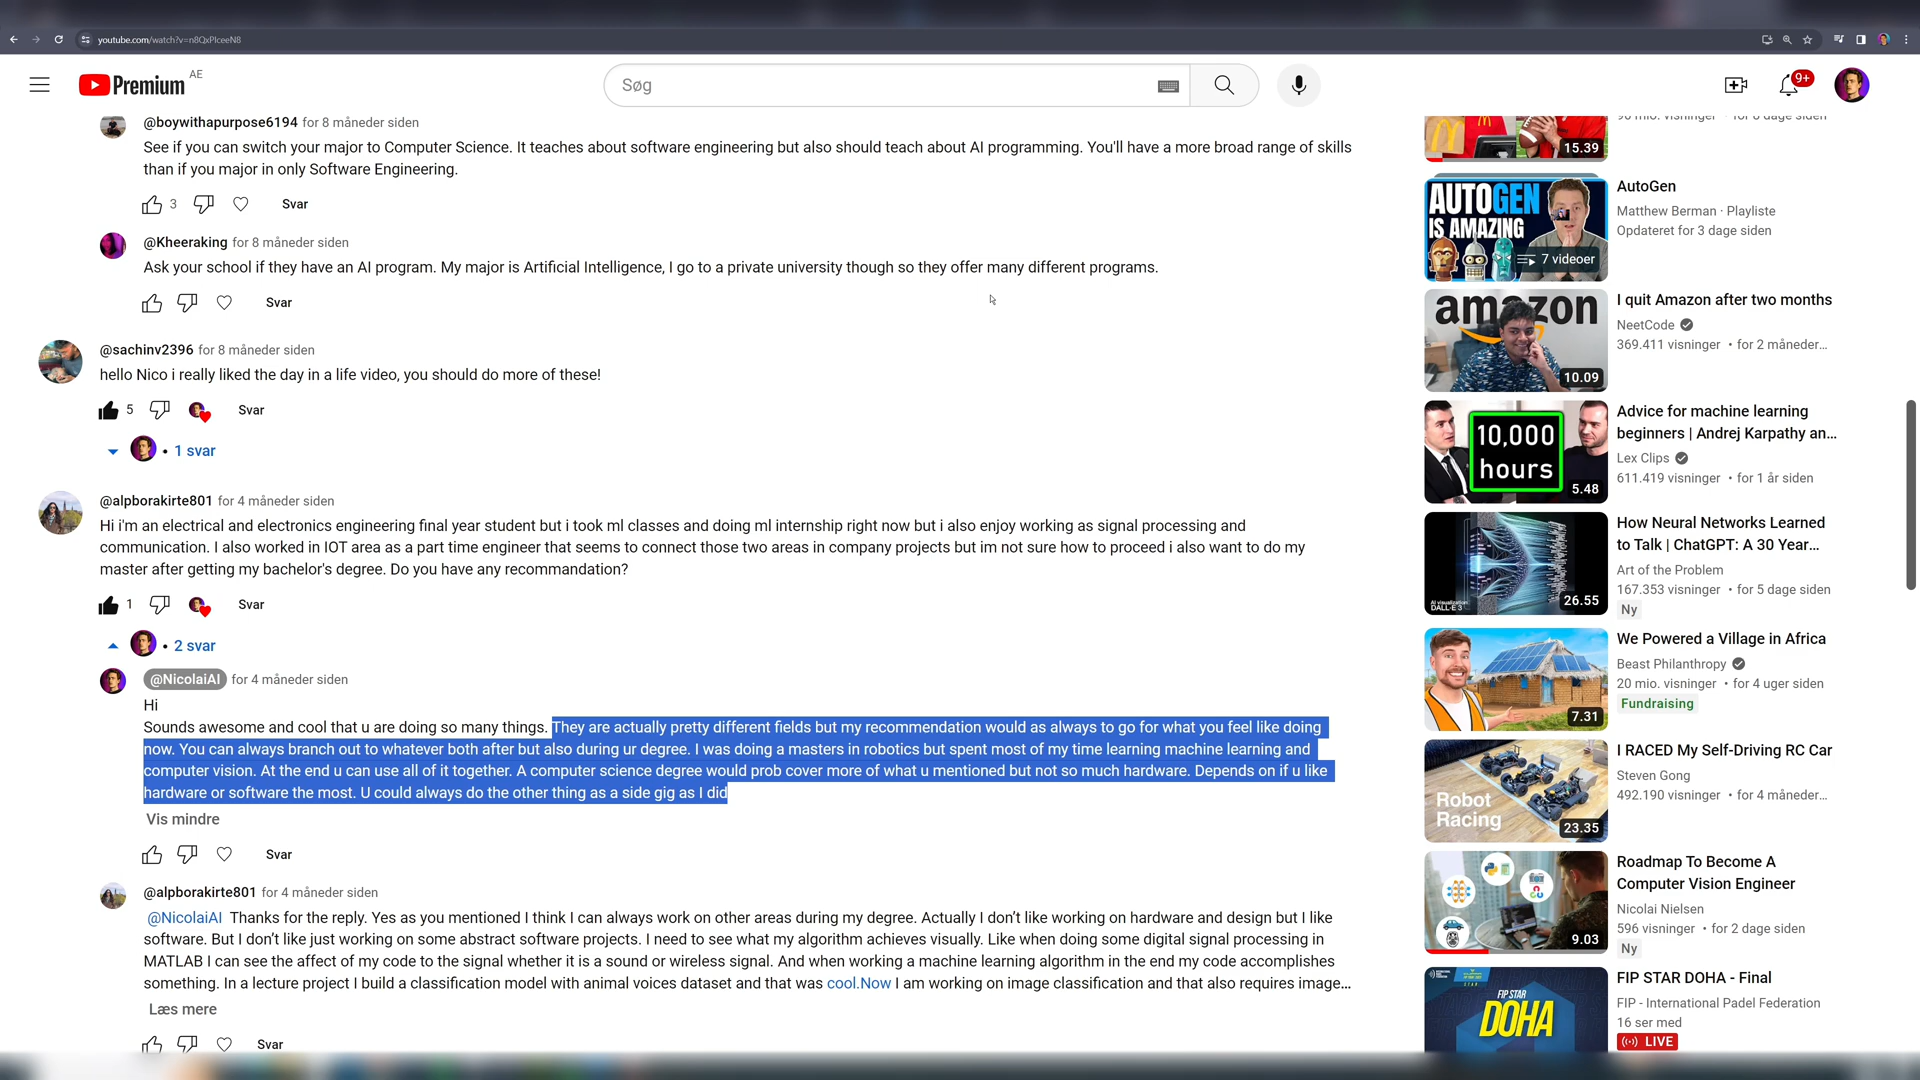 youtube.com/watch?v=n8QxPlceeN8
Premium
AE
Søg
9+
@boywithapurpose6194 for 8 måneder siden
See if you can switch your major to Computer Science. It teaches about software engineering but also should teach about AI programming. You'll have a more broad range of skills
than if you major in only Software Engineering.
3
Svar
@Kheeraking for 8 måneder siden
Ask your school if they have an AI program. My major is Artificial Intelligence, I go to a private university though so they offer many different programs.
Svar
@sachinv2396 for 8 måneder siden
hello Nico i really liked the day in a life video, you should do more of these!
5
Svar
• 1 svar
@alpborakirte801 for 4 måneder siden
Hi i'm an electrical and electronics engineering final year student but i took ml classes and doing ml internship right now but i also enjoy working as signal processing and
communication. I also worked in IOT area as a part time engineer that seems to connect those two areas in company projects but im not sure how to proceed i also want to do my
master after getting my bachelor's degree. Do you have any recommandation?
1
Svar
• 2 svar
@NicolaiAI for 4 måneder siden
Hi
Sounds awesome and cool that u are doing so many things. They are actually pretty different fields but my recommendation would as always to go for what you feel like doing
now. You can always branch out to whatever both after but also during ur degree. I was doing a masters in robotics but spent most of my time learning machine learning and
computer vision. At the end u can use all of it together. A computer science degree would prob cover more of what u mentioned but not so much hardware. Depends on if u like
hardware or software the most. U could always do the other thing as a side gig as I did
Vis mindre
Svar
@alpborakirte801 for 4 måneder siden
@NicolaiAI Thanks for the reply. Yes as you mentioned I think I can always work on other areas during my degree. Actually I don’t like working on hardware and design but I like
software. But I don’t like just working on some abstract software projects. I need to see what my algorithm achieves visually. Like when doing some digital signal processing in
MATLAB I can see the affect of my code to the signal whether it is a sound or wireless signal. And when working a machine learning algorithm in the end my code accomplishes
something. In a lecture project I build a classification model with animal voices dataset and that was cool.Now I am working on image classification and that also requires image...
Læs mere
Svar
15.39
AUTOGEN
IS AMAZING
7 videoer
AutoGen
Matthew Berman · Playliste
Opdateret for 3 dage siden
amazon
10.09
I quit Amazon after two months
NeetCode
369.411 visninger • for 2 måneder...
10,000
hours
5.48
Advice for machine learning
beginners | Andrej Karpathy an...
Lex Clips
611.419 visninger • for 1 år siden
AI visualization
DALL·E 3
26.55
How Neural Networks Learned
to Talk | ChatGPT: A 30 Year...
Art of the Problem
167.353 visninger • for 5 dage siden
Ny
7.31
We Powered a Village in Africa
Beast Philanthropy
20 mio. visninger • for 4 uger siden
Fundraising
Robot
Racing
23.35
I RACED My Self-Driving RC Car
Steven Gong
492.190 visninger • for 4 måneder...
9.03
Roadmap To Become A
Computer Vision Engineer
Nicolai Nielsen
596 visninger • for 2 dage siden
Ny
FIP STAR
DOHA
FIP STAR DOHA - Final
FIP - International Padel Federation
16 ser med
LIVE